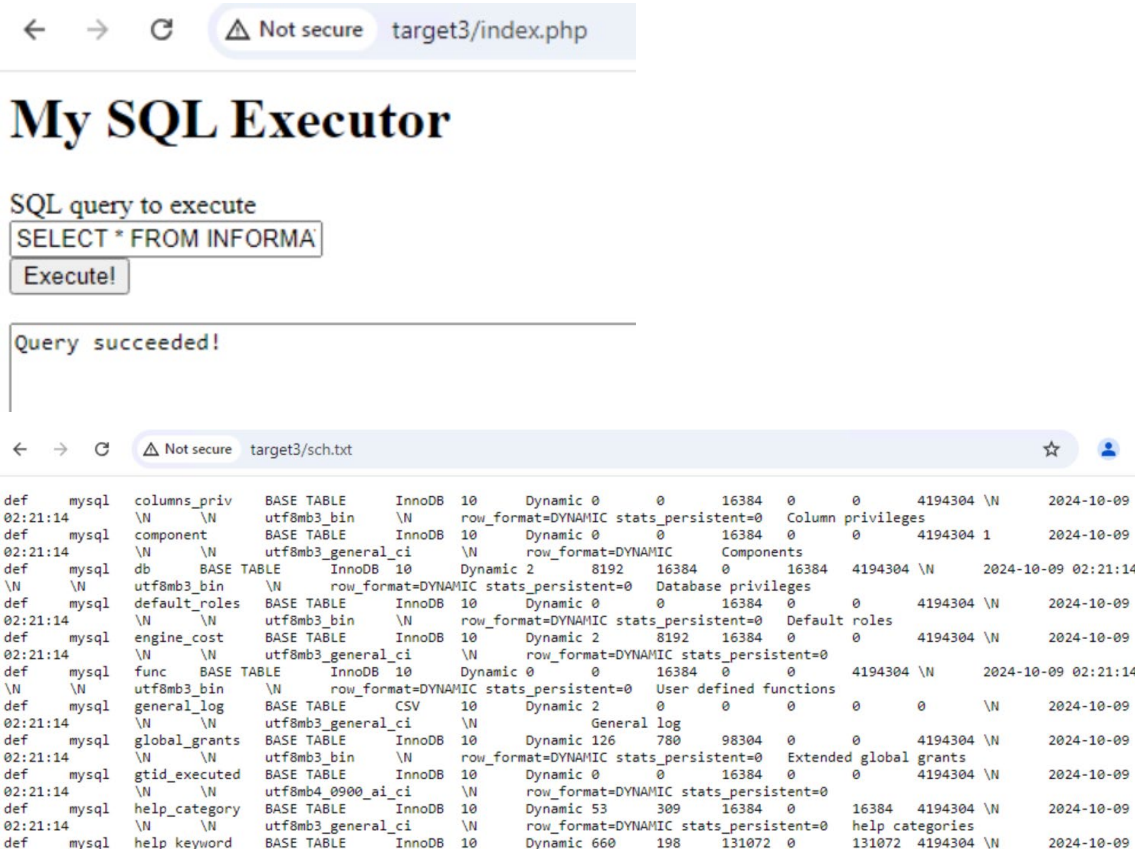 Not secure target3/index.php
My SQL Executor
SQL query to execute
SELECT * FROM INFORMA
Execute!
Query succeeded!
Not secure target3/sch.txt
def mysql columns_priv BASE TABLE InnoDB 10 Dynamic 0 0 16384 0 0 4194304 \N 2024-10-09
02:21:14 \N \N utf8mb3_bin \N row_format=DYNAMIC stats_persistent=0 Column privileges
def mysql component BASE TABLE InnoDB 10 Dynamic 0 0 16384 0 0 4194304 1 2024-10-09
02:21:14 \N \N utf8mb3_general_ci \N row_format=DYNAMIC Components
def mysql db BASE TABLE InnoDB 10 Dynamic 2 8192 16384 0 16384 4194304 \N 2024-10-09 02:21:14
\N \N utf8mb3_bin \N row_format=DYNAMIC stats_persistent=0 Database privileges
def mysql default_roles BASE TABLE InnoDB 10 Dynamic 0 0 16384 0 0 4194304 \N 2024-10-09
02:21:14 \N \N utf8mb3_bin \N row_format=DYNAMIC stats_persistent=0 Default roles
def mysql engine_cost BASE TABLE InnoDB 10 Dynamic 2 8192 16384 0 0 4194304 \N 2024-10-09
02:21:14 \N \N utf8mb3_general_ci \N row_format=DYNAMIC stats_persistent=0
def mysql func BASE TABLE InnoDB 10 Dynamic 0 0 16384 0 0 4194304 \N 2024-10-09 02:21:14
\N \N utf8mb3_bin \N row_format=DYNAMIC stats_persistent=0 User defined functions
def mysql general_log BASE TABLE CSV 10 Dynamic 2 0 0 0 0 0 \N 2024-10-09
02:21:14 \N \N utf8mb3_general_ci \N General log
def mysql global_grants BASE TABLE InnoDB 10 Dynamic 126 780 98304 0 0 4194304 \N 2024-10-09
02:21:14 \N \N utf8mb3_bin \N row_format=DYNAMIC stats_persistent=0 Extended global grants
def mysql gtid_executed BASE TABLE InnoDB 10 Dynamic 0 0 16384 0 0 4194304 \N 2024-10-09
02:21:14 \N \N utf8mb4_0900_ai_ci \N row_format=DYNAMIC stats_persistent=0
def mysql help_category BASE TABLE InnoDB 10 Dynamic 53 309 16384 0 16384 4194304 \N 2024-10-09
02:21:14 \N \N utf8mb3_general_ci \N row_format=DYNAMIC stats_persistent=0 help categories
def mysql help_keyword BASE TABLE InnoDB 10 Dynamic 660 198 131072 0 131072 4194304 \N 2024-10-09